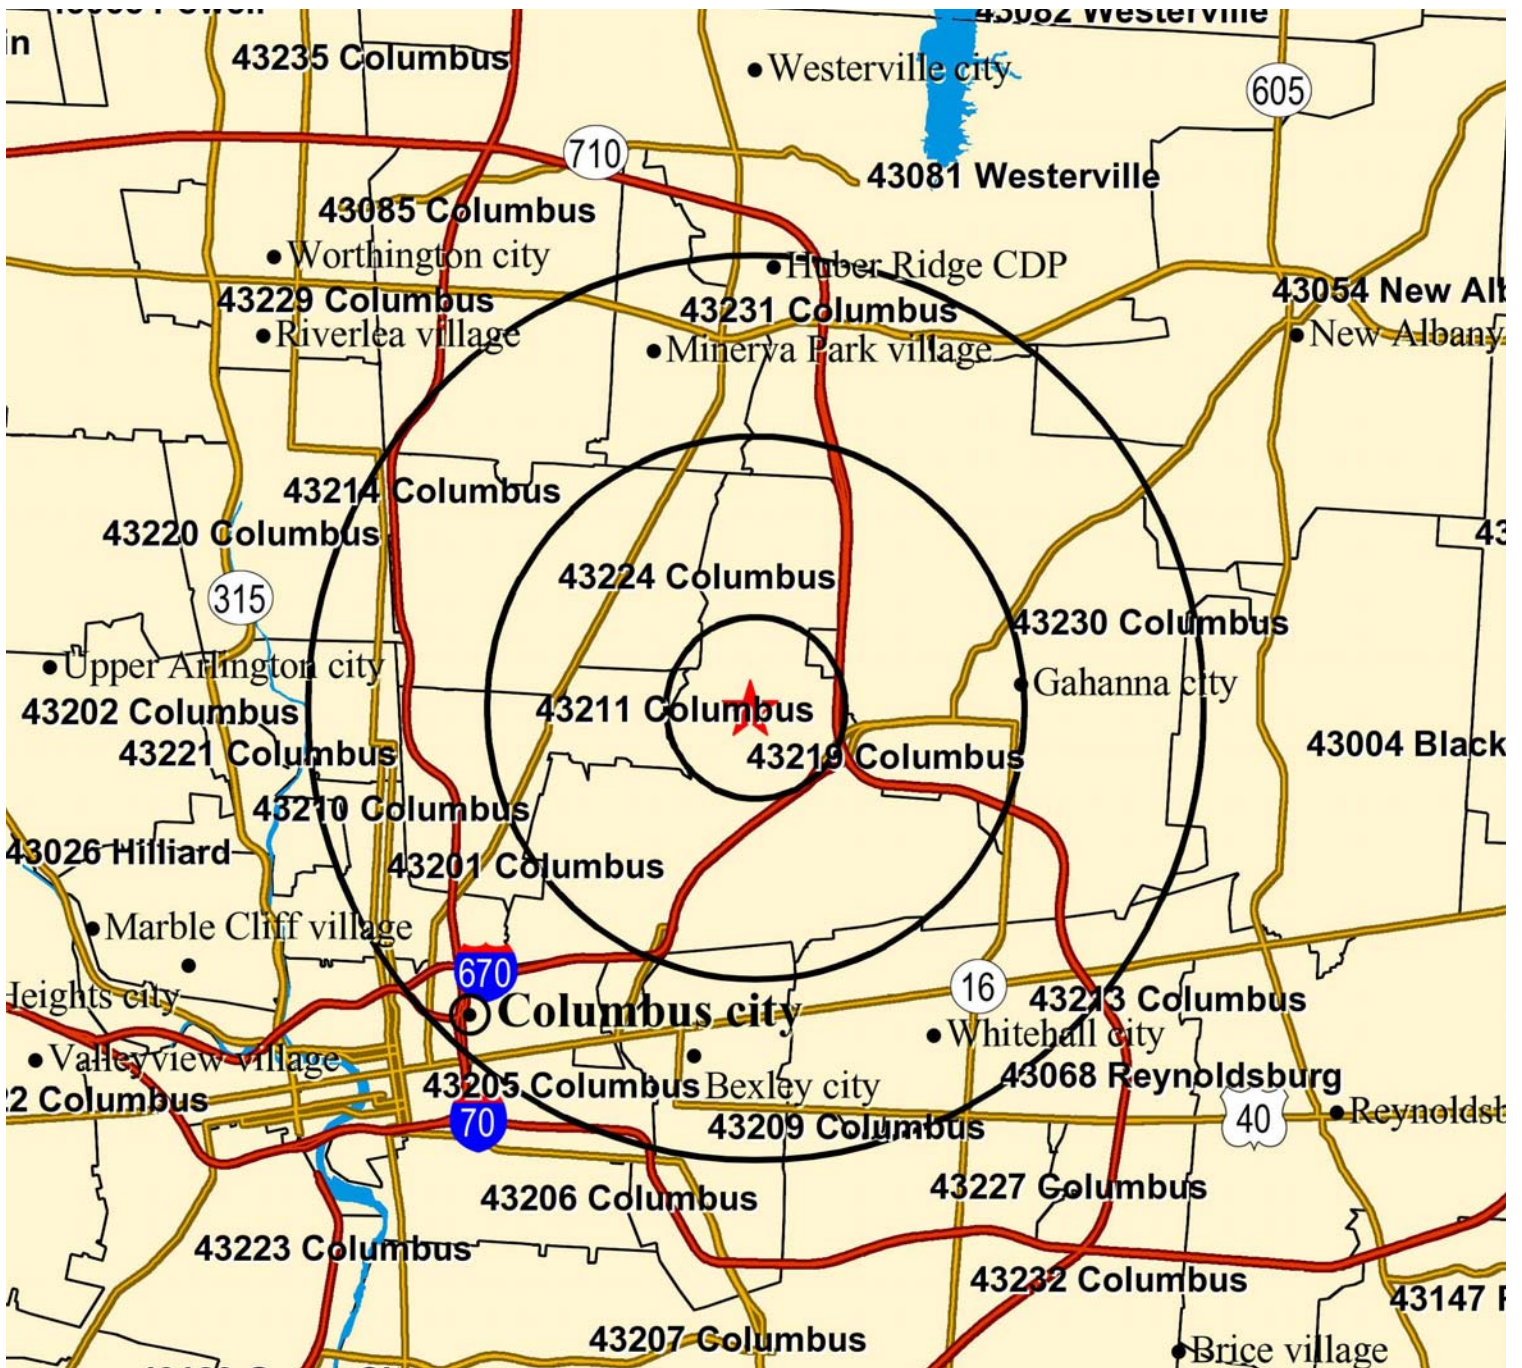 43082 Westerville
in
43235 Columbus
Westerville city
605
710
43081 Westerville
43085 Columbus
Worthington city
Huber Ridge CDP
43229 Columbus
43231 Columbus
43054 New Alb
Riverlea village
Minerva Park village
New Albany
43214 Columbus
43220 Columbus
43
43224 Columbus
315
43230 Columbus
Upper Arlington city
Gahanna city
43202 Columbus
43211 Columbus
43221 Columbus
43219 Columbus
43004 Black
43210 Columbus
43026 Hilliard
43201 Columbus
Marble Cliff village
670
16
Heights city
43213 Columbus
Columbus city
Whitehall city
Valleyview village
43205 Columbus
Bexley city
43068 Reynoldsburg
2 Columbus
70
43209 Columbus
40
Reynoldsb
43206 Columbus
43227 Columbus
43223 Columbus
43232 Columbus
43147
43207 Columbus
Brice village